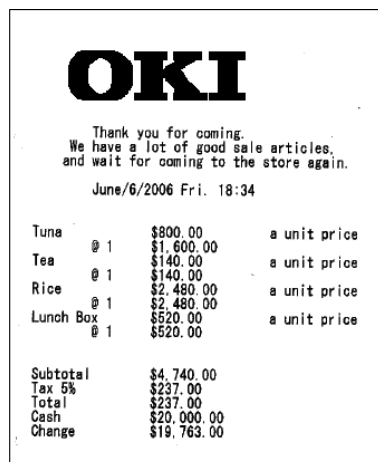 OKI
Thank you for coming.
We have a lot of good sale articles,
and wait for coming to the store again.
June/6/2006 Fri. 18:34
Tuna $800.00 a unit price
@ 1 $1,600.00
Tea $140.00 a unit price
@ 1 $140.00
Rice $2,480.00 a unit price
@ 1 $2,480.00
Lunch Box $520.00 a unit price
@ 1 $520.00
Subtotal $4,740.00
Tax 5% $237.00
Total $237.00
Cash $20,000.00
Change $19,763.00